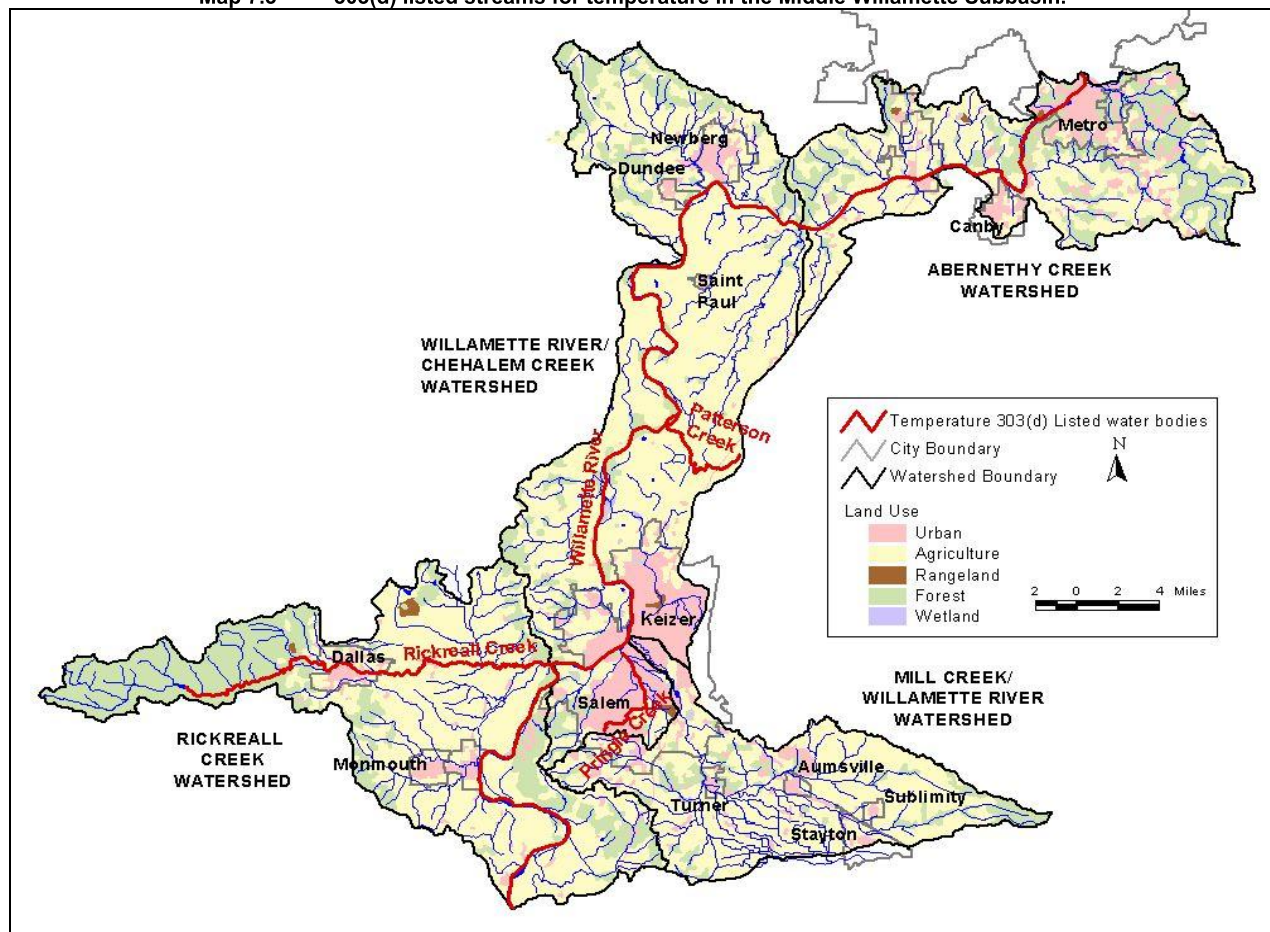 Map 7.3 303(d) listed streams for temperature in the Middle Willamette Subbasin.
Newberg
Dundee
Metro
Canby
ABERNETHY CREEK
WATERSHED
Saint
Paul
WILLAMETTE RIVER/
CHEHALEM CREEK
WATERSHED
Patterson
Creek
Willamette River
Temperature 303(d) Listed water bodies
City Boundary
Watershed Boundary
N
Land Use
Urban
Agriculture
Rangeland
Forest
Wetland
2 0 2 4 Miles
Keizer
Dallas
Rickreall Creek
Salem
Pringle Creek
MILL CREEK/
WILLAMETTE RIVER
WATERSHED
RICKREALL
CREEK
WATERSHED
Monmouth
Aumsville
Turner
Sublimity
Stayton